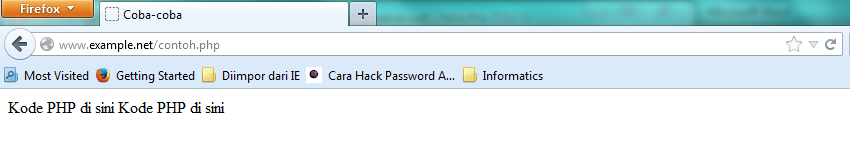 Firefox
Coba-coba
www.example.net/contoh.php
Most Visited Getting Started Diimpor dari IE Cara Hack Password A... Informatics
Kode PHP di sini Kode PHP di sini